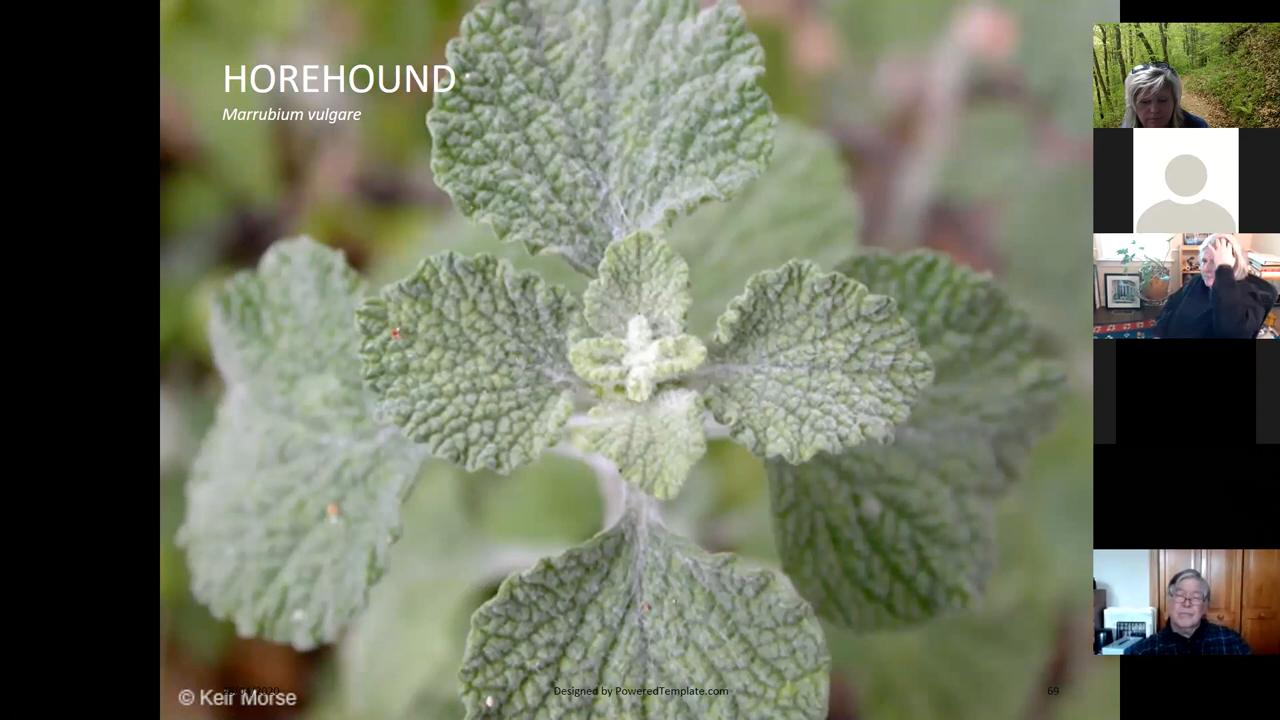 HOREHOUND
Marrubium vulgare
© Keir Morse
Designed by PoweredTemplate.com
69